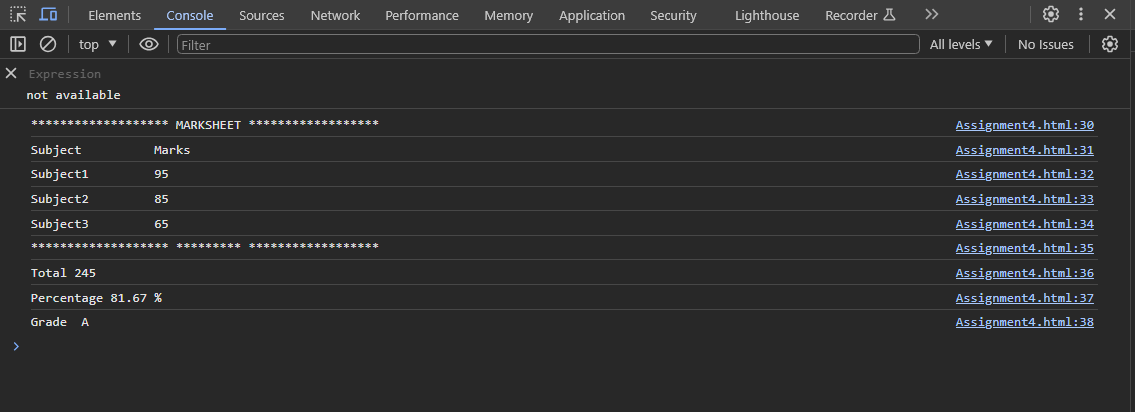 Elements Console Sources Network Performance Memory Application Security Lighthouse Recorder
top Filter All levels No Issues
Expression
not available
******************* MARKSHEET ****************** Assignment4.html:30
Subject Marks Assignment4.html:31
Subject1 95 Assignment4.html:32
Subject2 85 Assignment4.html:33
Subject3 65 Assignment4.html:34
******************* ********* ****************** Assignment4.html:35
Total 245 Assignment4.html:36
Percentage 81.67 % Assignment4.html:37
Grade A Assignment4.html:38